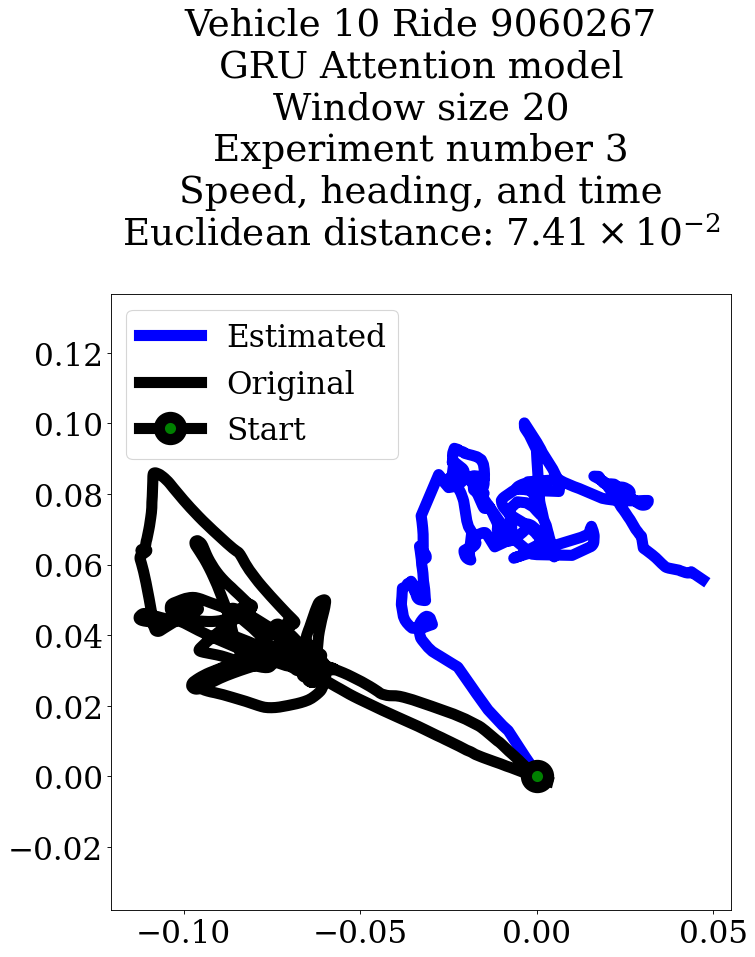 Vehicle 10 Ride 9060267
GRU Attention model
Window size 20
Experiment number 3
Speed, heading, and time
Euclidean distance: 7.41 × 10⁻²
Estimated
Original
Start
0.12
0.10
0.08
0.06
0.04
0.02
0.00
−0.02
−0.10
−0.05
0.00
0.05